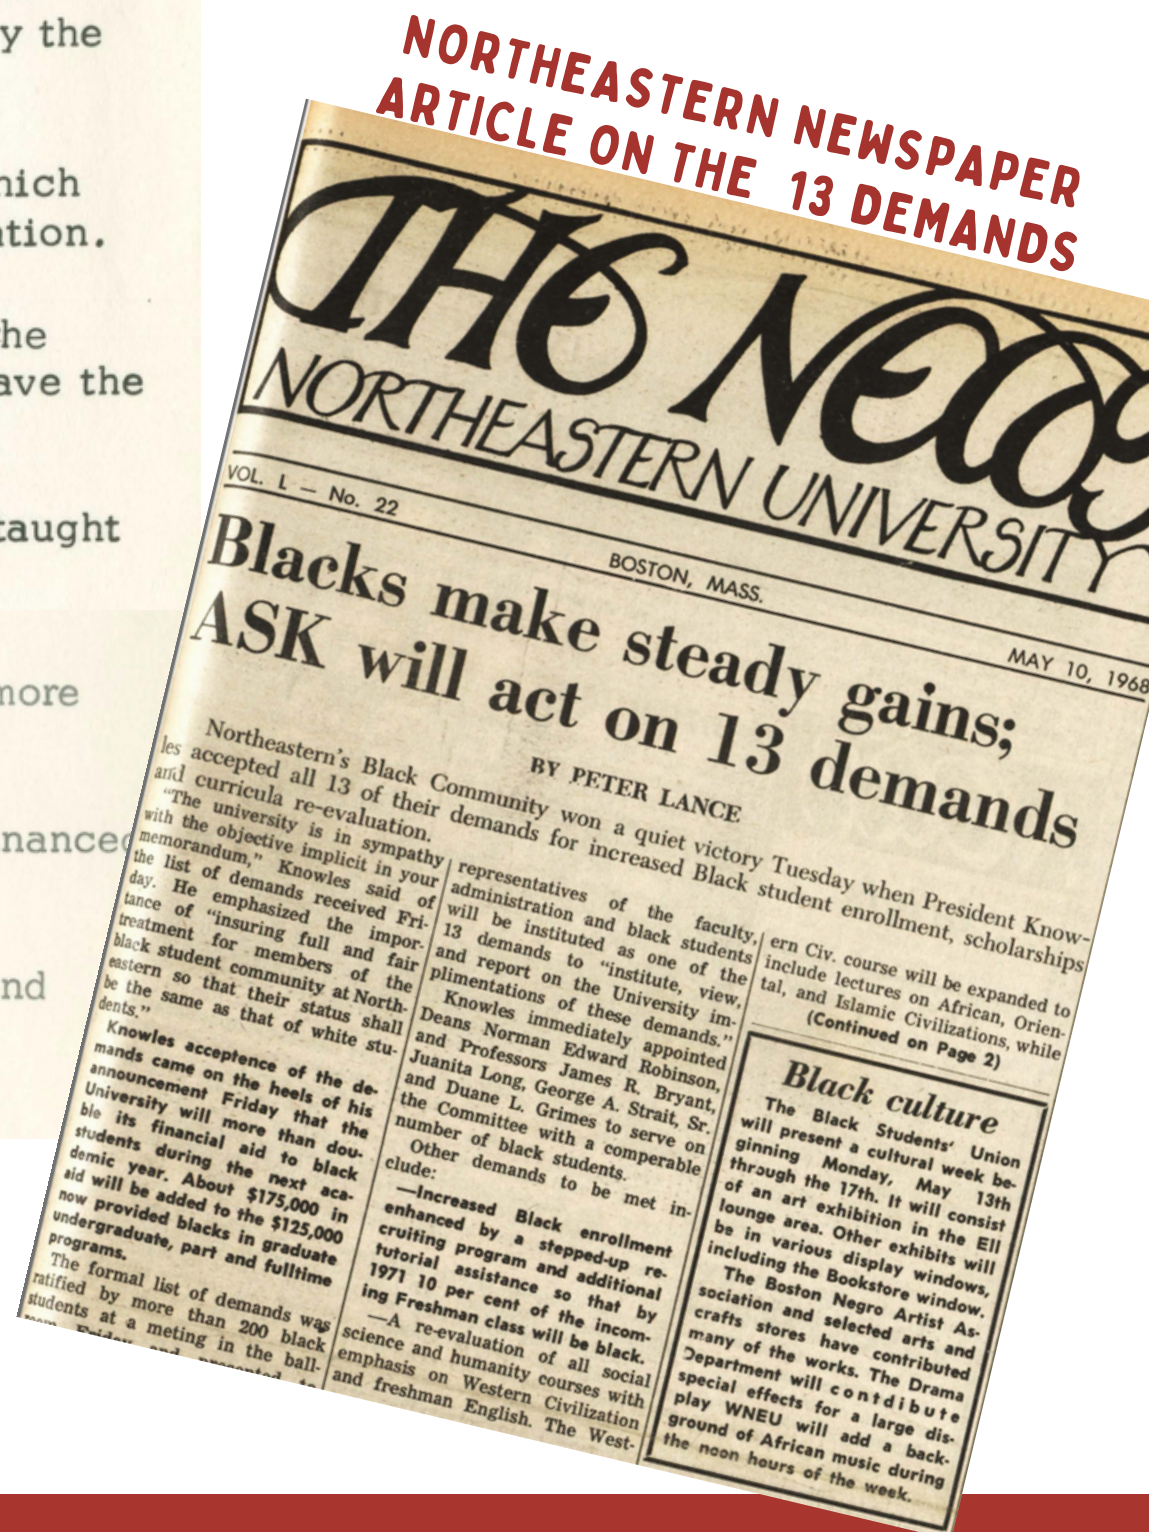 y the
hich
ation.
he
ave the
taught
more
nanced
nd
NORTHEASTERN NEWSPAPER
ARTICLE ON THE 13 DEMANDS
THE NEWS
NORTHEASTERN UNIVERSITY
VOL. L — No. 22
BOSTON, MASS.
MAY 10, 1968
Blacks make steady gains;
ASK will act on 13 demands
BY PETER LANCE
Northeastern's Black Community won a quiet victory Tuesday when President Know-
les accepted all 13 of their demands for increased Black student enrollment, scholarships
and curricula re-evaluation.
"The university is in sympathy
with the objective implicit in your
memorandum," Knowles said of
the list of demands received Fri-
day. He emphasized the impor-
tance of "insuring full and fair
treatment for members of the
black student community at North-
eastern so that their status shall
be the same as that of white stu-
dents."
Knowles acceptence of the de-
mands came on the heels of his
announcement Friday that the
University will more than dou-
ble its financial aid to black
students during the next aca-
demic year. About $175,000 in
aid will be added to the $125,000
now provided blacks in graduate
undergraduate, part and fulltime
programs.
The formal list of demands was
ratified by more than 200 black
students at a meting in the ball-
room Friday and presented to
representatives of the faculty,
administration and black students
will be instituted as one of the
13 demands to "institute, view,
and report on the University im-
plimentations of these demands."
Knowles immediately appointed
Deans Norman Edward Robinson,
and Professors James R. Bryant,
Juanita Long, George A. Strait, Sr.
and Duane L. Grimes to serve on
the Committee with a comperable
number of black students.
Other demands to be met in-
clude:
—Increased Black enrollment
enhanced by a stepped-up re-
cruiting program and additional
tutorial assistance so that by
1971 10 per cent of the incom-
ing Freshman class will be black.
—A re-evaluation of all social
science and humanity courses with
emphasis on Western Civilization
and freshman English. The West-
ern Civ. course will be expanded to
include lectures on African, Orien-
tal, and Islamic Civilizations, while
(Continued on Page 2)
Black culture
The Black Students' Union
will present a cultural week be-
ginning Monday, May 13th
through the 17th. It will consist
of an art exhibition in the Ell
lounge area. Other exhibits will
be in various display windows,
including the Bookstore window.
The Boston Negro Artist As-
sociation and selected arts and
crafts stores have contributed
many of the works. The Drama
Department will contdibute
special effects for a large dis-
play WNEU will add a back-
ground of African music during
the noon hours of the week.